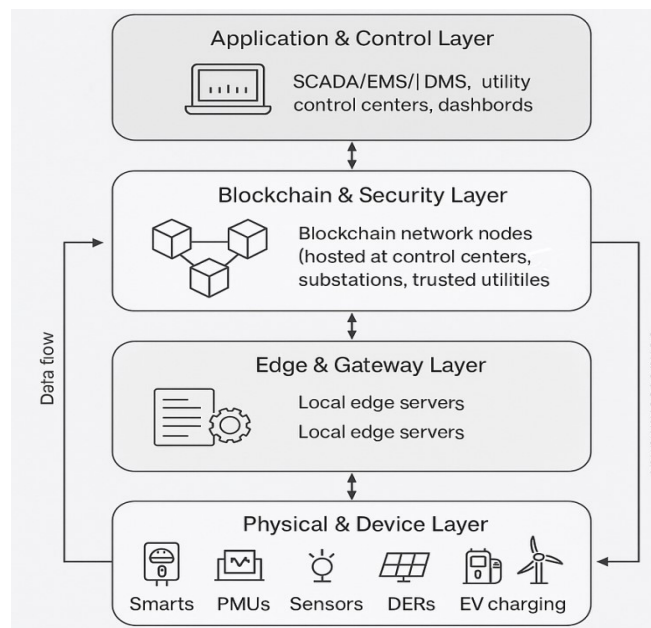 Application & Control Layer
SCADA/EMS/| DMS, utility
control centers, dashbords
Blockchain & Security Layer
Blockchain network nodes
(hosted at control centers,
substations, trusted utilitiles
Data flow
Edge & Gateway Layer
Local edge servers
Local edge servers
Physical & Device Layer
Smarts PMUs Sensors DERs EV charging